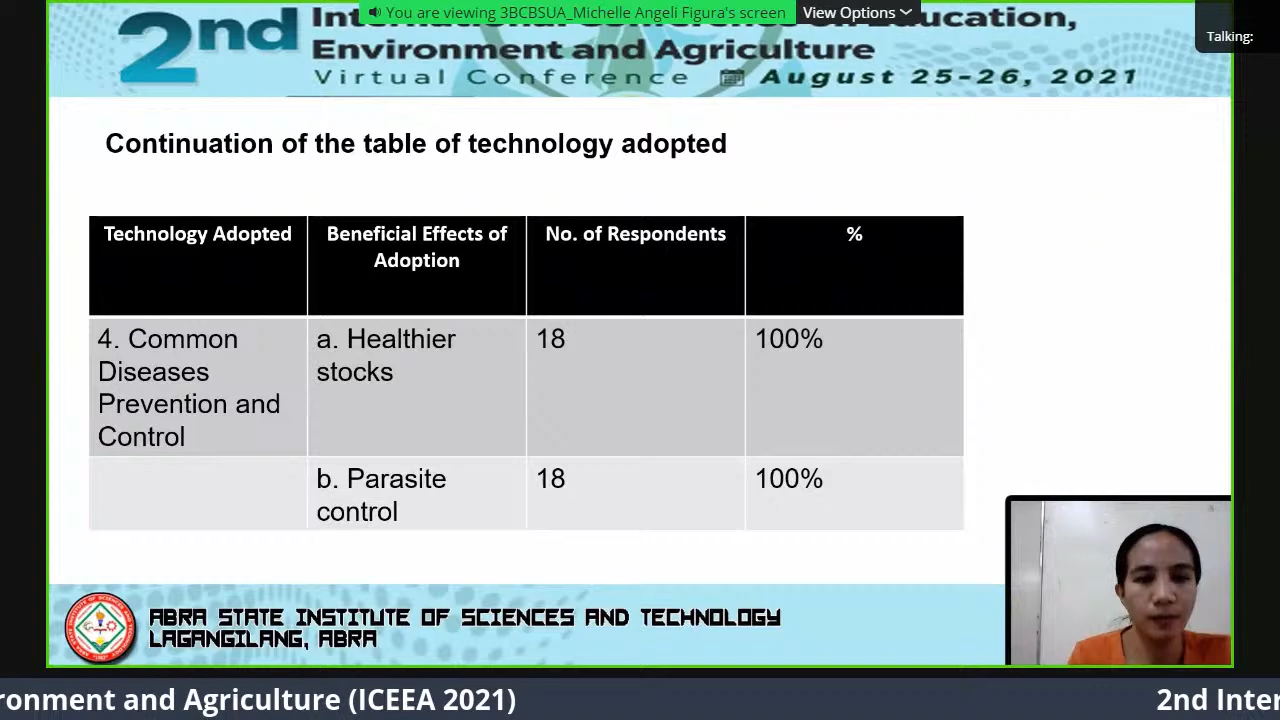 You are viewing 3BCBSUA_Michelle Angeli Figura's screen
View Options
Talking:
2nd
Education,
Environment and Agriculture
Virtual Conference August 25-26, 2021
Continuation of the table of technology adopted
Technology Adopted
Beneficial Effects of
Adoption
No. of Respondents
%
4. Common
Diseases
Prevention and
Control
a. Healthier
stocks
18
100%
b. Parasite
control
18
100%
ABRA STATE INSTITUTE OF SCIENCES AND TECHNOLOGY
LAGANGILANG, ABRA
ronment and Agriculture (ICEEA 2021)
2nd Inter